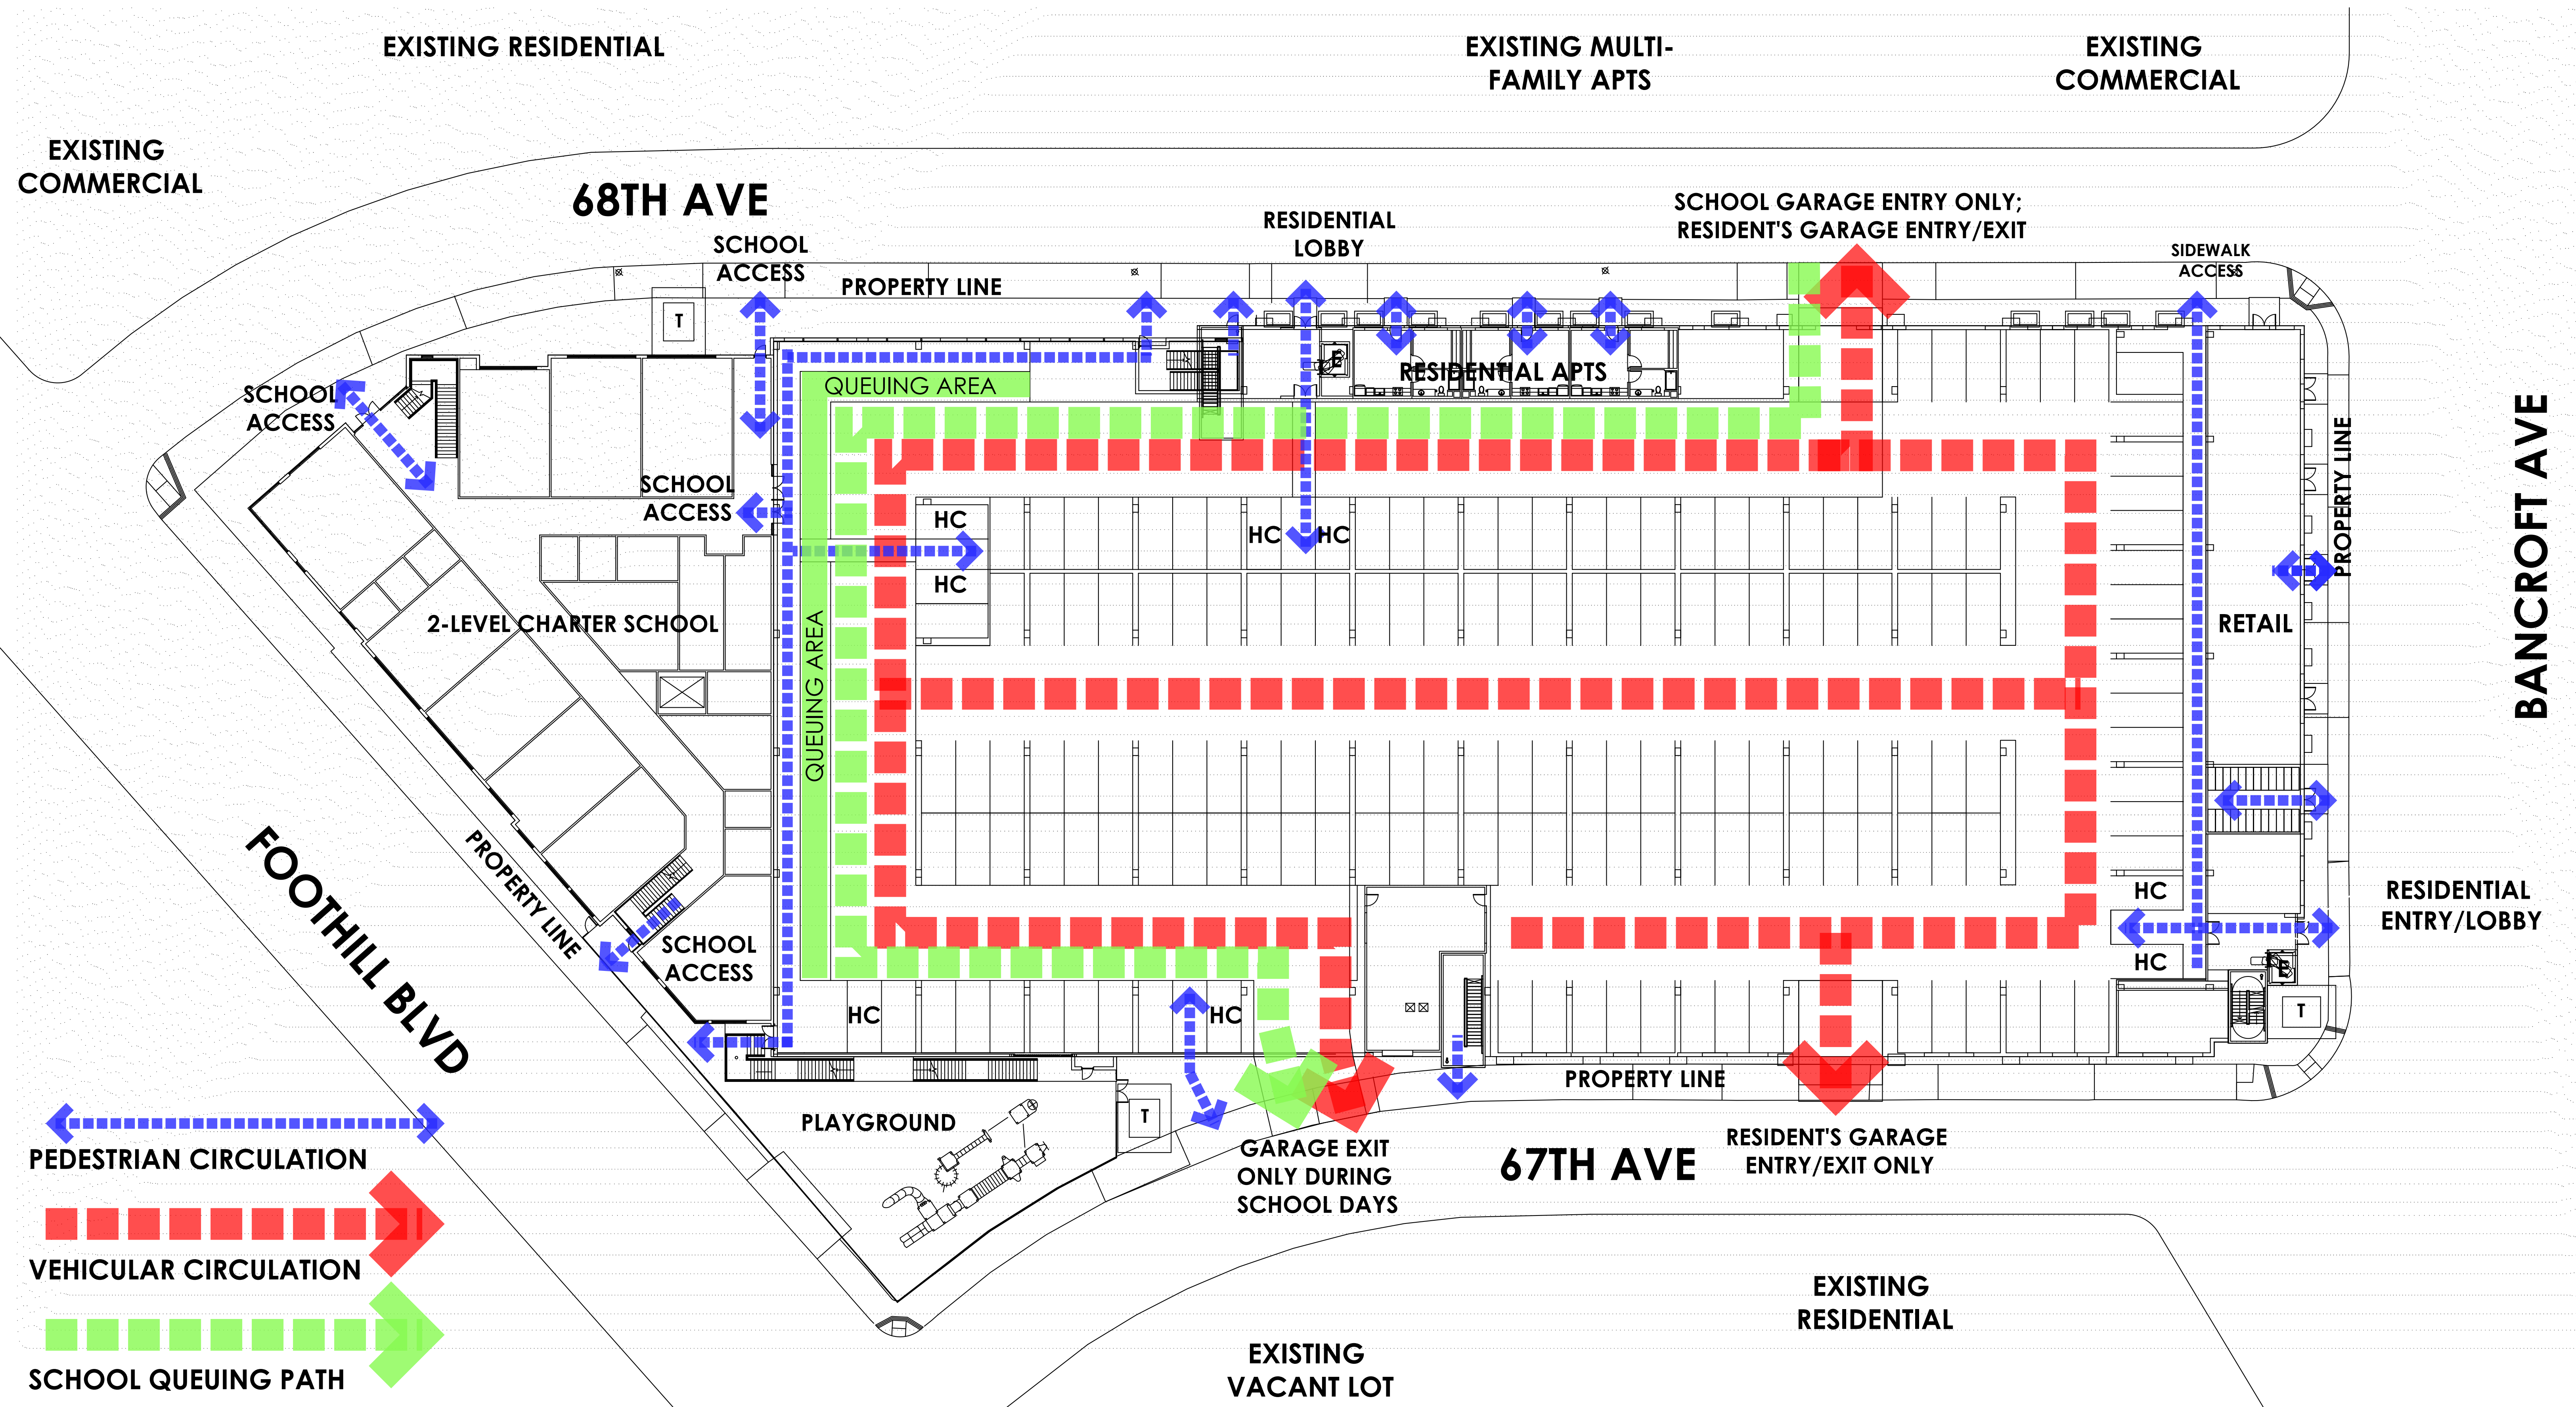 EXISTING RESIDENTIAL
EXISTING MULTI-
FAMILY APTS
EXISTING
COMMERCIAL
EXISTING
COMMERCIAL
68TH AVE
SCHOOL
ACCESS
PROPERTY LINE
RESIDENTIAL
LOBBY
SCHOOL GARAGE ENTRY ONLY;
RESIDENT'S GARAGE ENTRY/EXIT
SIDEWALK
ACCESS
T
E
QUEUING AREA
RESIDENTIAL APTS
SCHOOL
ACCESS
SCHOOL
ACCESS
HC
HC
HC
HC
PROPERTY LINE
BANCROFT AVE
2-LEVEL CHARTER SCHOOL
QUEUING AREA
RETAIL
FOOTHILL BLVD
PROPERTY LINE
SCHOOL
ACCESS
HC
HC
HC
HC
RESIDENTIAL
ENTRY/LOBBY
E
T
PROPERTY LINE
PLAYGROUND
T
GARAGE EXIT
ONLY DURING
SCHOOL DAYS
67TH AVE
RESIDENT'S GARAGE
ENTRY/EXIT ONLY
PEDESTRIAN CIRCULATION
VEHICULAR CIRCULATION
SCHOOL QUEUING PATH
EXISTING
RESIDENTIAL
EXISTING
VACANT LOT